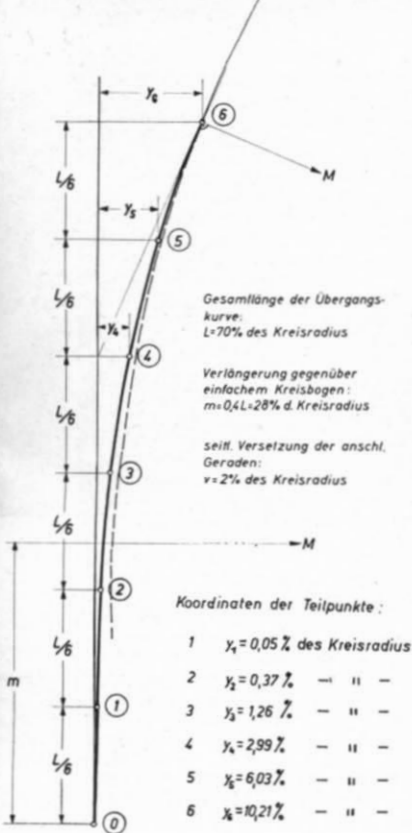 y₆
⑥
M
L/6
y₅
⑤
L/6
y₄
④
L/6
③
L/6
M
②
L/6
m
①
L/6
⓪
Gesamtlänge der Übergangs-
kurve:
L=70% des Kreisradius
Verlängerung gegenüber
einfachem Kreisbogen:
m=0,4L=28% d. Kreisradius
seitl. Versetzung der anschl.
Geraden:
v=2% des Kreisradius
Koordinaten der Teilpunkte:
1 y₁=0,05% des Kreisradius
2 y₂=0,37% — " —
3 y₃=1,26% — " —
4 y₄=2,99% — " —
5 y₅=6,03% — " —
6 y₆=10,21% — " —